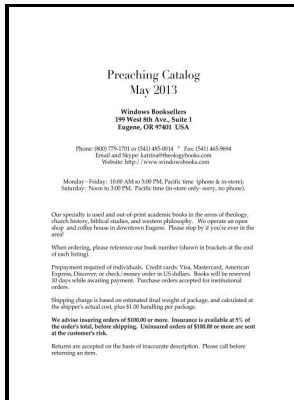 Preaching Catalog
May 2013
Windows Booksellers
199 West 8th Ave., Suite 1
Eugene, OR 97401 USA
Phone: (800) 779-1701 or (541) 485-0014 * Fax: (541) 465-9694
Email and Skype: katrina@theologybooks.com
Website: http://www.windowsbooks.com
Monday - Friday: 10:00 AM to 5:00 PM, Pacific time (phone & in-store);
Saturday: Noon to 3:00 PM, Pacific time (in-store only- sorry, no phone).
Our specialty is used and out-of-print academic books in the areas of theology,
church history, biblical studies, and western philosophy. We operate an open
shop and coffee house in downtown Eugene. Please stop by if you're ever in the
area!
When ordering, please reference our book number (shown in brackets at the end
of each listing).
Prepayment required of individuals. Credit cards: Visa, Mastercard, American
Express, Discover; or check/money order in US dollars. Books will be reserved
10 days while awaiting payment. Purchase orders accepted for institutional
orders.
Shipping charge is based on estimated final weight of package, and calculated at
the shipper's actual cost, plus $1.00 handling per package.
We advise insuring orders of $100.00 or more. Insurance is available at 5% of
the order's total, before shipping. Uninsured orders of $100.00 or more are sent
at the customer's risk.
Returns are accepted on the basis of inaccurate description. Please call before
returning an item.